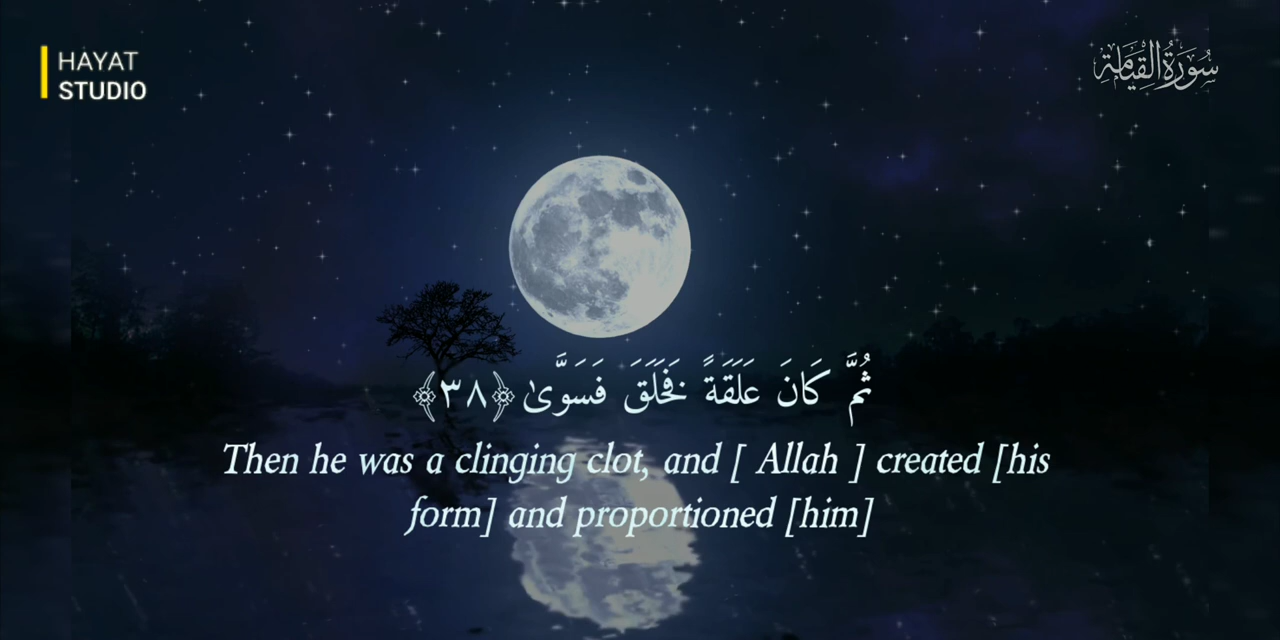 HAYAT
STUDIO
سُورَةُ القِيَامَة
ثُمَّ كَانَ عَلَقَةً فَخَلَقَ فَسَوَّىٰ ﴿٣٨﴾
Then he was a clinging clot, and [ Allah ] created [his
form] and proportioned [him]